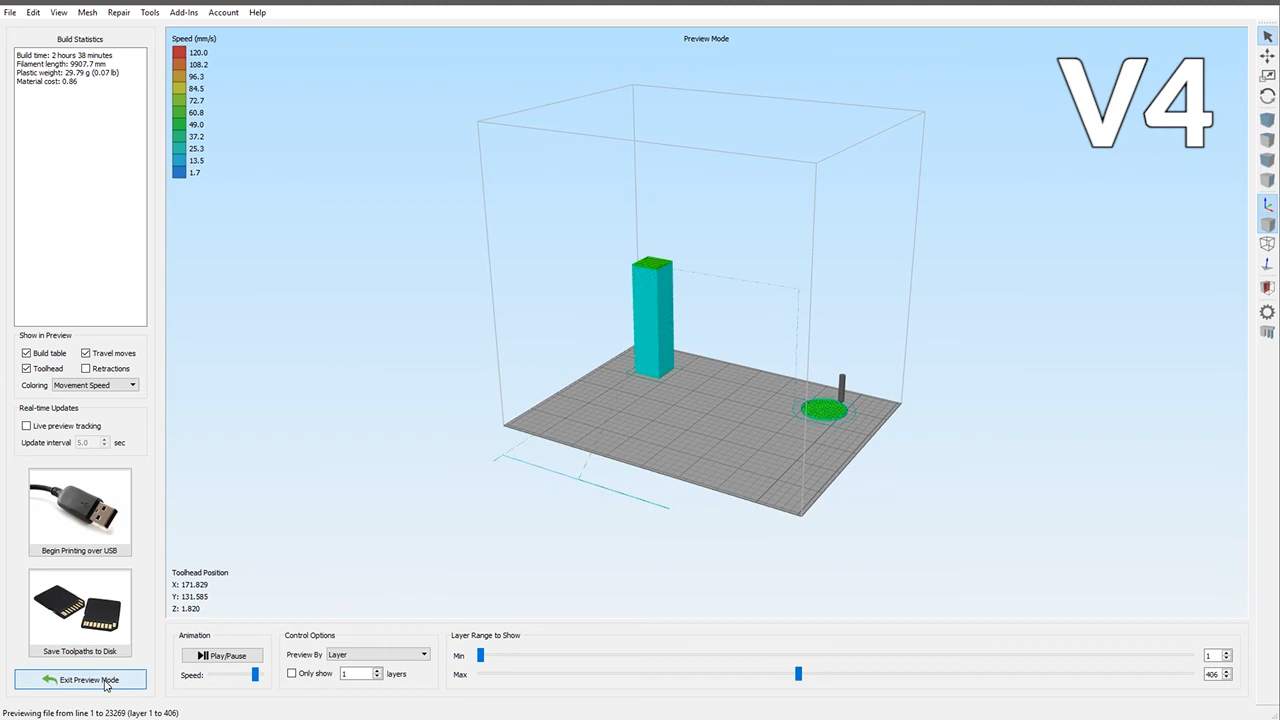 File Edit View Mesh Repair Tools Add-Ins Account Help
Build Statistics
Build time: 2 hours 38 minutes
Filament length: 9907.7 mm
Plastic weight: 29.79 g (0.07 lb)
Material cost: 0.86
Show in Preview
Build table Travel moves
Toolhead Retractions
Coloring Movement Speed
Real-time Updates
Live preview tracking
Update interval 5.0 sec
Begin Printing over USB
Save Toolpaths to Disk
Exit Preview Mode
Speed (mm/s)
120.0
108.2
96.3
84.5
72.7
60.8
49.0
37.2
25.3
13.5
1.7
Preview Mode
V4
Toolhead Position
X: 171.829
Y: 131.585
Z: 1.820
Animation
Play/Pause
Speed:
Control Options
Preview By Layer
Only show 1 layers
Layer Range to Show
Min 1
Max 406
Previewing file from line 1 to 23269 (layer 1 to 406)